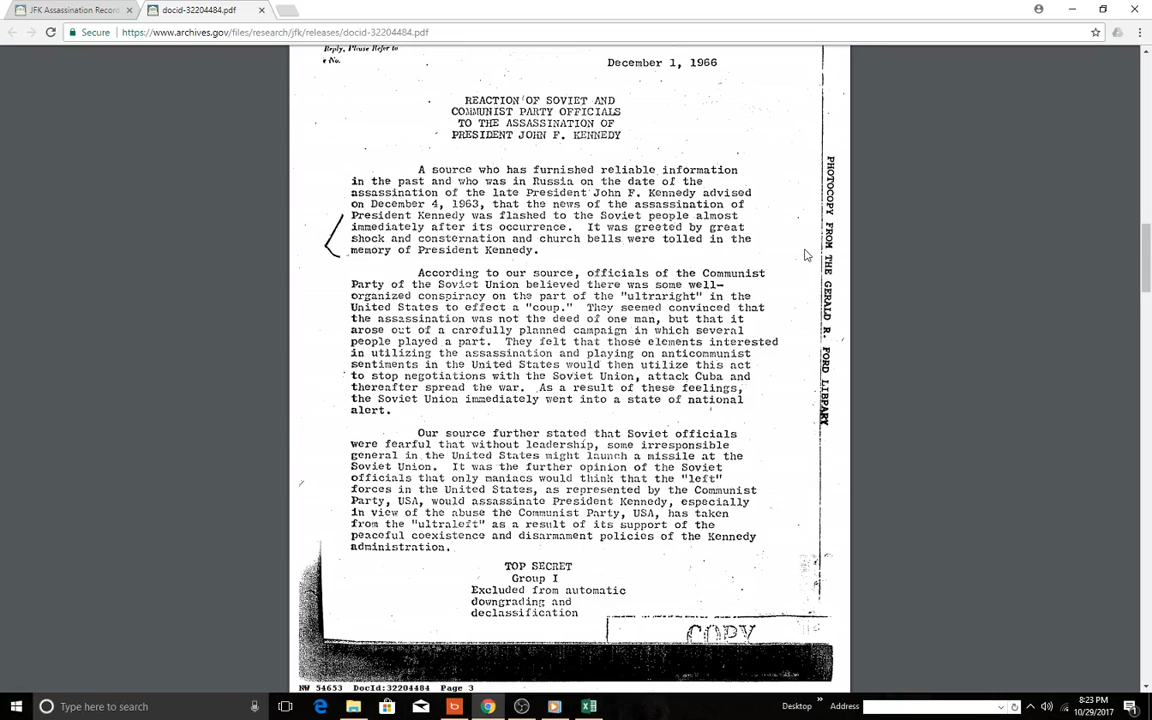 JFK Assassination Record
docid-32204484.pdf
Secure
https://www.archives.gov/files/research/jfk/releases/docid-32204484.pdf
Reply, Please Refer to
No.
December 1, 1966
REACTION OF SOVIET AND
COMMUNIST PARTY OFFICIALS
TO THE ASSASSINATION OF
PRESIDENT JOHN F. KENNEDY
A source who has furnished reliable information
in the past and who was in Russia on the date of the
assassination of the late President John F. Kennedy advised
on December 4, 1963, that the news of the assassination of
President Kennedy was flashed to the Soviet people almost
immediately after its occurrence. It was greeted by great
shock and consternation and church bells were tolled in the
memory of President Kennedy.
According to our source, officials of the Communist
Party of the Soviet Union believed there was some well-
organized conspiracy on the part of the "ultraright" in the
United States to effect a "coup." They seemed convinced that
the assassination was not the deed of one man, but that it
arose out of a carefully planned campaign in which several
people played a part. They felt that those elements interested
in utilizing the assassination and playing on anticommunist
sentiments in the United States would then utilize this act
to stop negotiations with the Soviet Union, attack Cuba and
thereafter spread the war. As a result of these feelings,
the Soviet Union immediately went into a state of national
alert.
Our source further stated that Soviet officials
were fearful that without leadership, some irresponsible
general in the United States might launch a missile at the
Soviet Union. It was the further opinion of the Soviet
officials that only maniacs would think that the "left"
forces in the United States, as represented by the Communist
Party, USA, would assassinate President Kennedy, especially
in view of the abuse the Communist Party, USA, has taken
from the "ultraleft" as a result of its support of the
peaceful coexistence and disarmament policies of the Kennedy
administration.
TOP SECRET
Group I
Excluded from automatic
downgrading and
declassification
COPY
PHOTOCOPY FROM THE GERALD R. FORD LIBRARY
NW 54653 DocId:32204484 Page 3
Type here to search
Desktop
Address
8:23 PM
10/29/2017